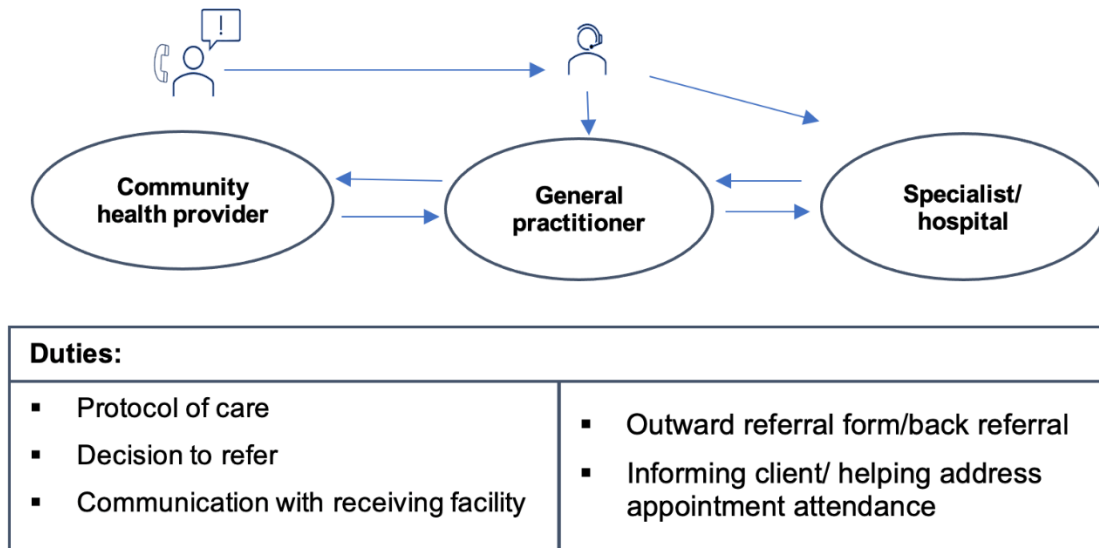 !
Community
health provider
General
practitioner
Specialist/
hospital
Duties:
▪ Protocol of care
▪ Decision to refer
▪ Communication with receiving facility
▪ Outward referral form/back referral
▪ Informing client/ helping address
appointment attendance